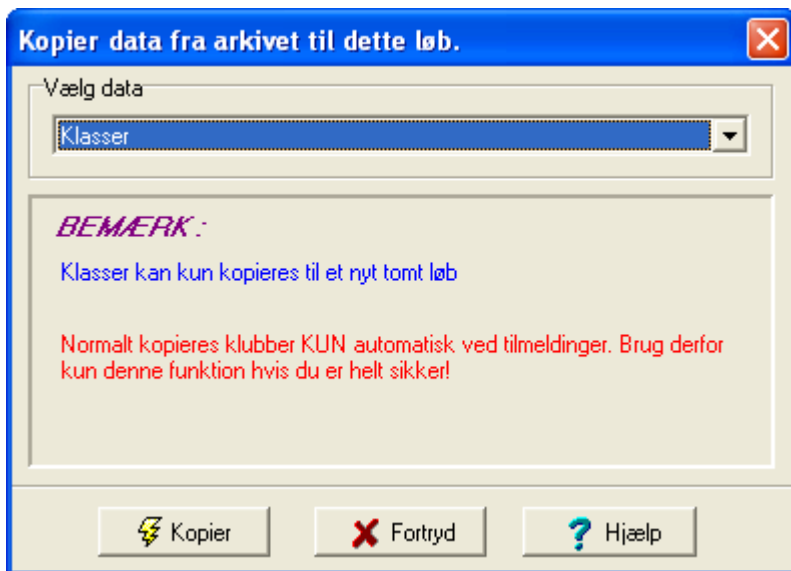 Kopier data fra arkivet til dette løb.
Vælg data
Klasser
BEMÆRK :
Klasser kan kun kopieres til et nyt tomt løb
Normalt kopieres klubber KUN automatisk ved tilmeldinger. Brug derfor
kun denne funktion hvis du er helt sikker!
Kopier Fortryd Hjælp